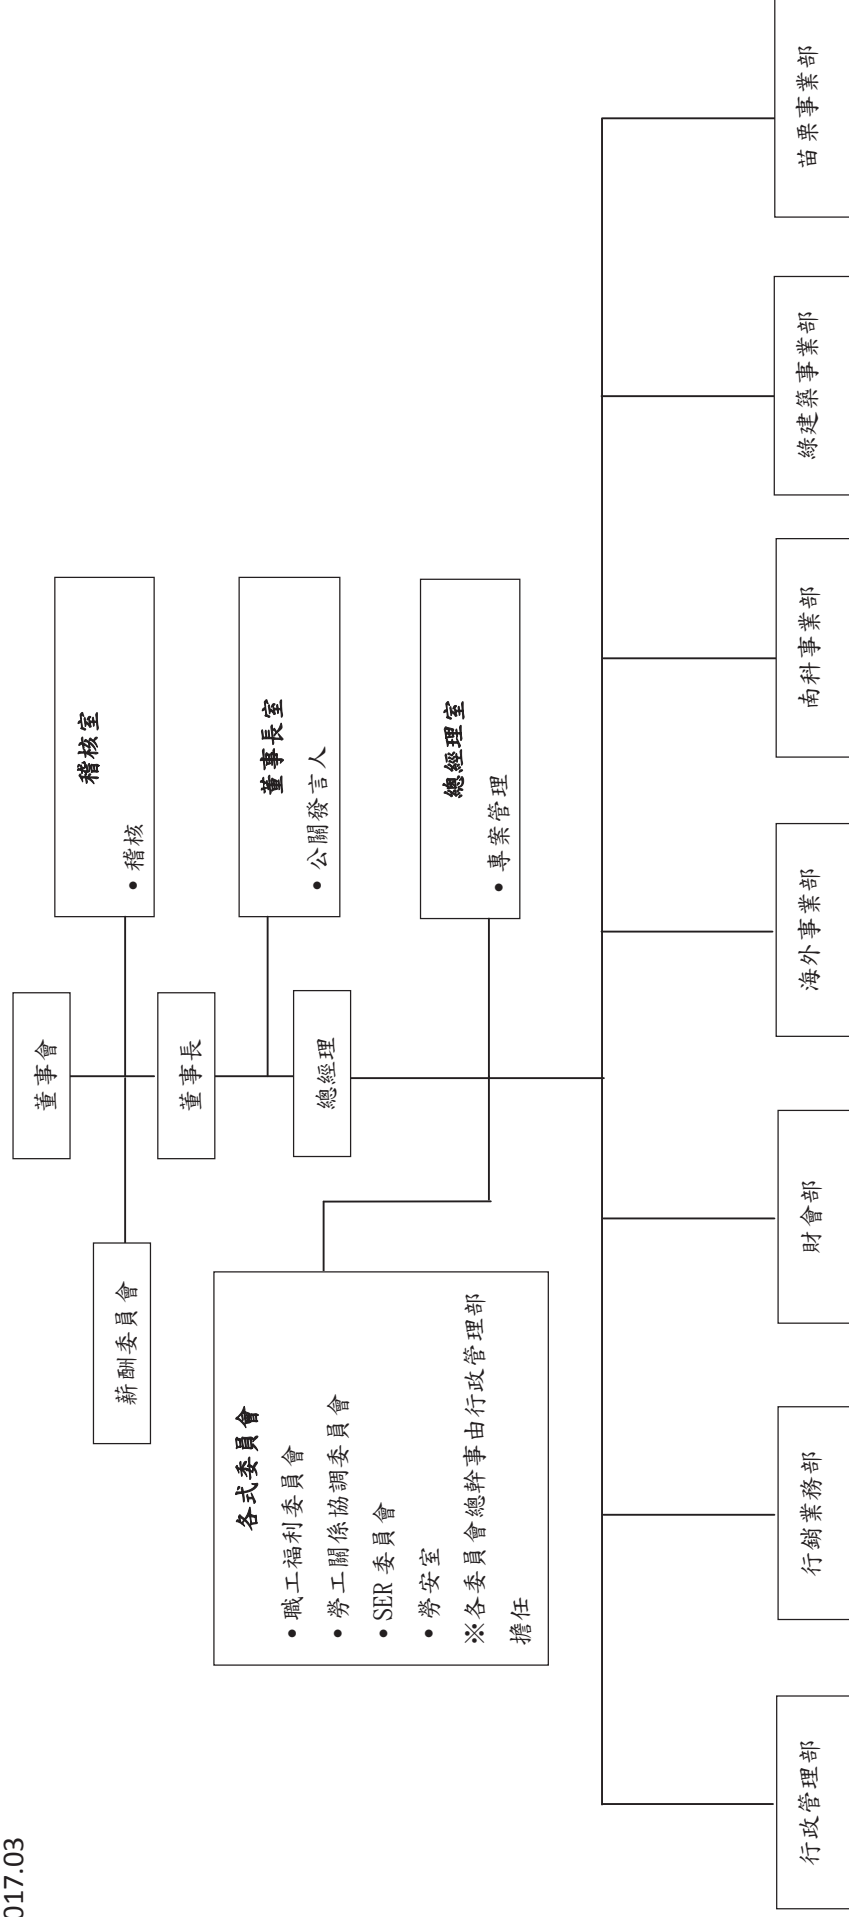 017.03
董事會
薪酬委員會
稽核室
• 稽核
董事長
董事長室
• 公關發言人
總經理
各式委員會
• 職工福利委員會
• 勞工關係協調委員會
• SER 委員會
• 勞安室
※各委員會總幹事由行政管理部
擔任
總經理室
• 專案管理
行政管理部
行銷業務部
財會部
海外事業部
南科事業部
綠建築事業部
苗栗事業部